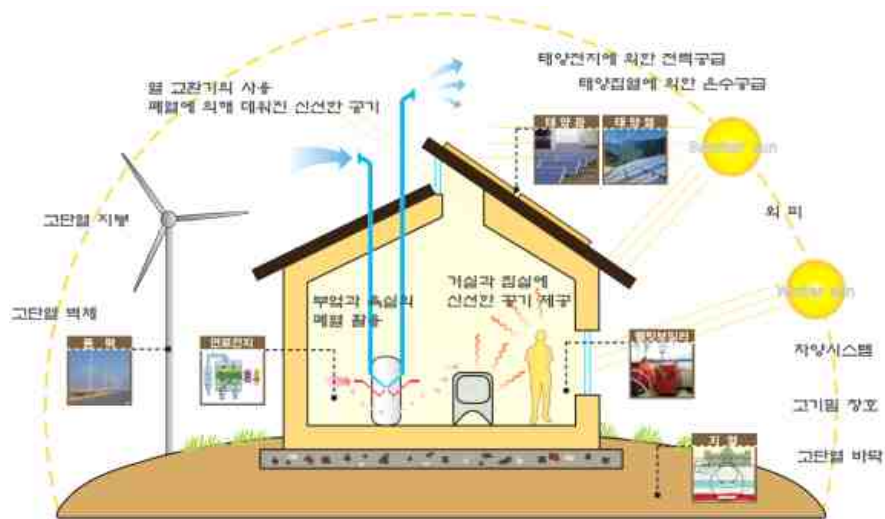 태양전지에 의한 전력공급
태양집열에 의한 온수공급
열 교환기의 사용
폐열에 의해 데워진 신선한 공기
태양광
태양열
Summer sun
외 피
고단열 지붕
거실과 침실에
신선한 공기 제공
부엌과 욕실의
폐열 활용
Winter sun
고단열 벽체
풍 력
연료전지
차양시스템
고기밀 창호
지 열
고단열 바닥